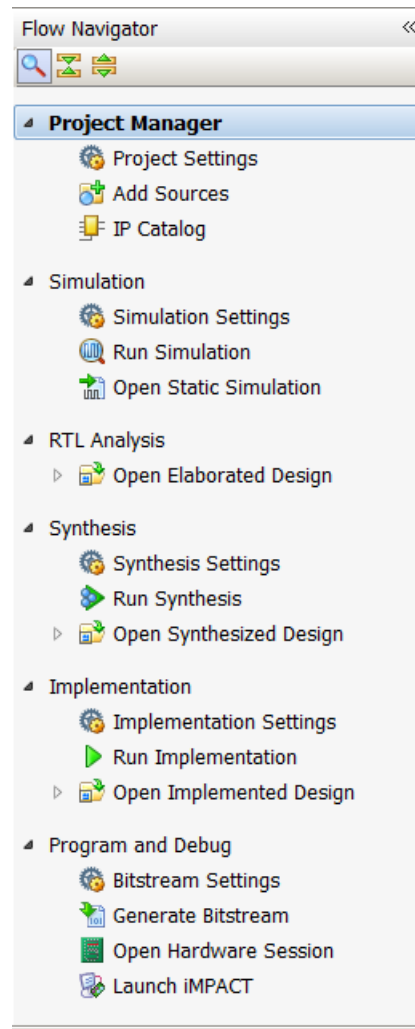 Flow Navigator
Project Manager
Project Settings
Add Sources
IP Catalog
Simulation
Simulation Settings
Run Simulation
Open Static Simulation
RTL Analysis
Open Elaborated Design
Synthesis
Synthesis Settings
Run Synthesis
Open Synthesized Design
Implementation
Implementation Settings
Run Implementation
Open Implemented Design
Program and Debug
Bitstream Settings
Generate Bitstream
Open Hardware Session
Launch iMPACT